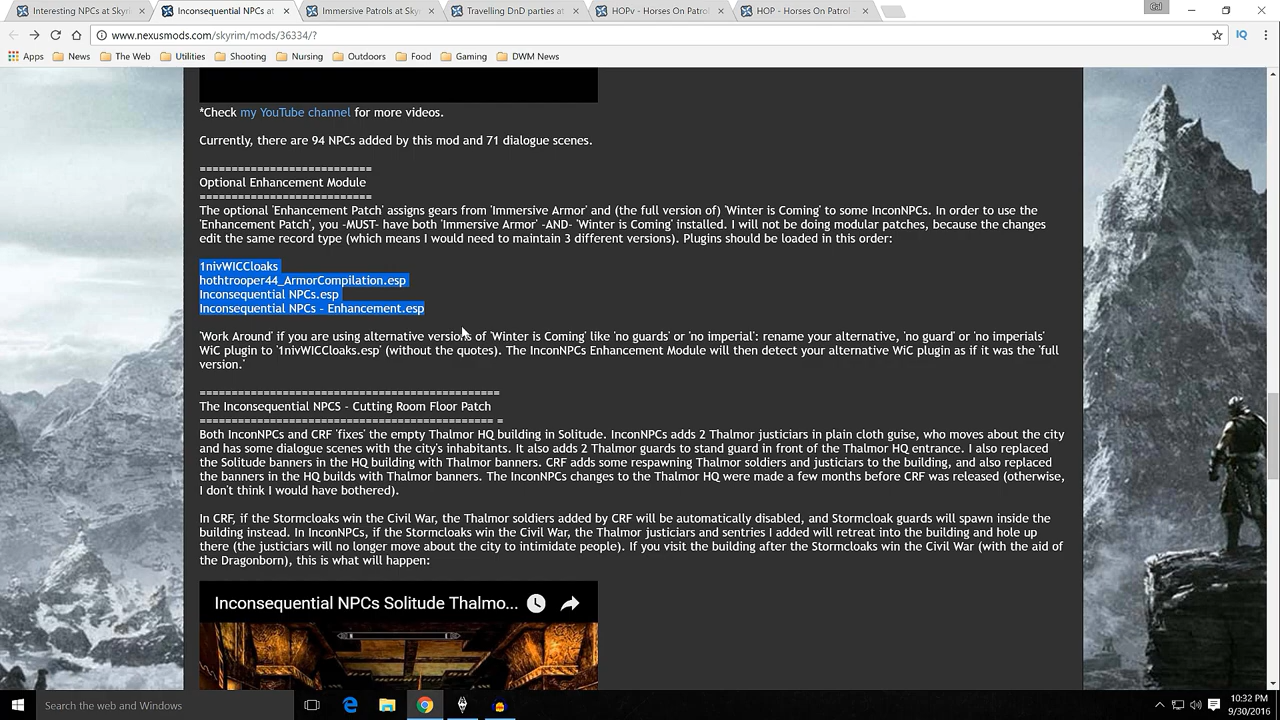 Interesting NPCs at Skyri
Inconsequential NPCs at
Immersive Patrols at Skyr
Travelling DnD parties at
HOPv - Horses On Patrol
HOP - Horses On Patrol
www.nexusmods.com/skyrim/mods/36334/?
IQ
Apps
News
The Web
Utilities
Shooting
Nursing
Outdoors
Food
Gaming
DWM News
*Check my YouTube channel for more videos.
Currently, there are 94 NPCs added by this mod and 71 dialogue scenes.
===========================
Optional Enhancement Module
===========================
The optional 'Enhancement Patch' assigns gears from 'Immersive Armor' and (the full version of) 'Winter is Coming' to some InconNPCs. In order to use the
'Enhancement Patch', you -MUST- have both 'Immersive Armor' -AND- 'Winter is Coming' installed. I will not be doing modular patches, because the changes
edit the same record type (which means I would need to maintain 3 different versions). Plugins should be loaded in this order:
1nivWICCloaks
hothtrooper44_ArmorCompilation.esp
Inconsequential NPCs.esp
Inconsequential NPCs - Enhancement.esp
'Work Around' if you are using alternative versions of 'Winter is Coming' like 'no guards' or 'no imperial': rename your alternative, 'no guard' or 'no imperials'
WiC plugin to '1nivWICCloaks.esp' (without the quotes). The InconNPCs Enhancement Module will then detect your alternative WiC plugin as if it was the 'full
version.'
===============================================
The Inconsequential NPCS - Cutting Room Floor Patch
============================================== =
Both InconNPCs and CRF 'fixes' the empty Thalmor HQ building in Solitude. InconNPCs adds 2 Thalmor justiciars in plain cloth guise, who moves about the city
and has some dialogue scenes with the city's inhabitants. It also adds 2 Thalmor guards to stand guard in front of the Thalmor HQ entrance. I also replaced
the Solitude banners in the HQ building with Thalmor banners. CRF adds some respawning Thalmor soldiers and justiciars to the building, and also replaced
the banners in the HQ builds with Thalmor banners. The InconNPCs changes to the Thalmor HQ were made a few months before CRF was released (otherwise,
I don't think I would have bothered).
In CRF, if the Stormcloaks win the Civil War, the Thalmor soldiers added by CRF will be automatically disabled, and Stormcloak guards will spawn inside the
building instead. In InconNPCs, if the Stormcloaks win the Civil War, the Thalmor justiciars and sentries I added will retreat into the building and hole up
there (the justiciars will no longer move about the city to intimidate people). If you visit the building after the Stormcloaks win the Civil War (with the aid of
the Dragonborn), this is what will happen:
Inconsequential NPCs Solitude Thalmo...
Search the web and Windows
10:32 PM
9/30/2016